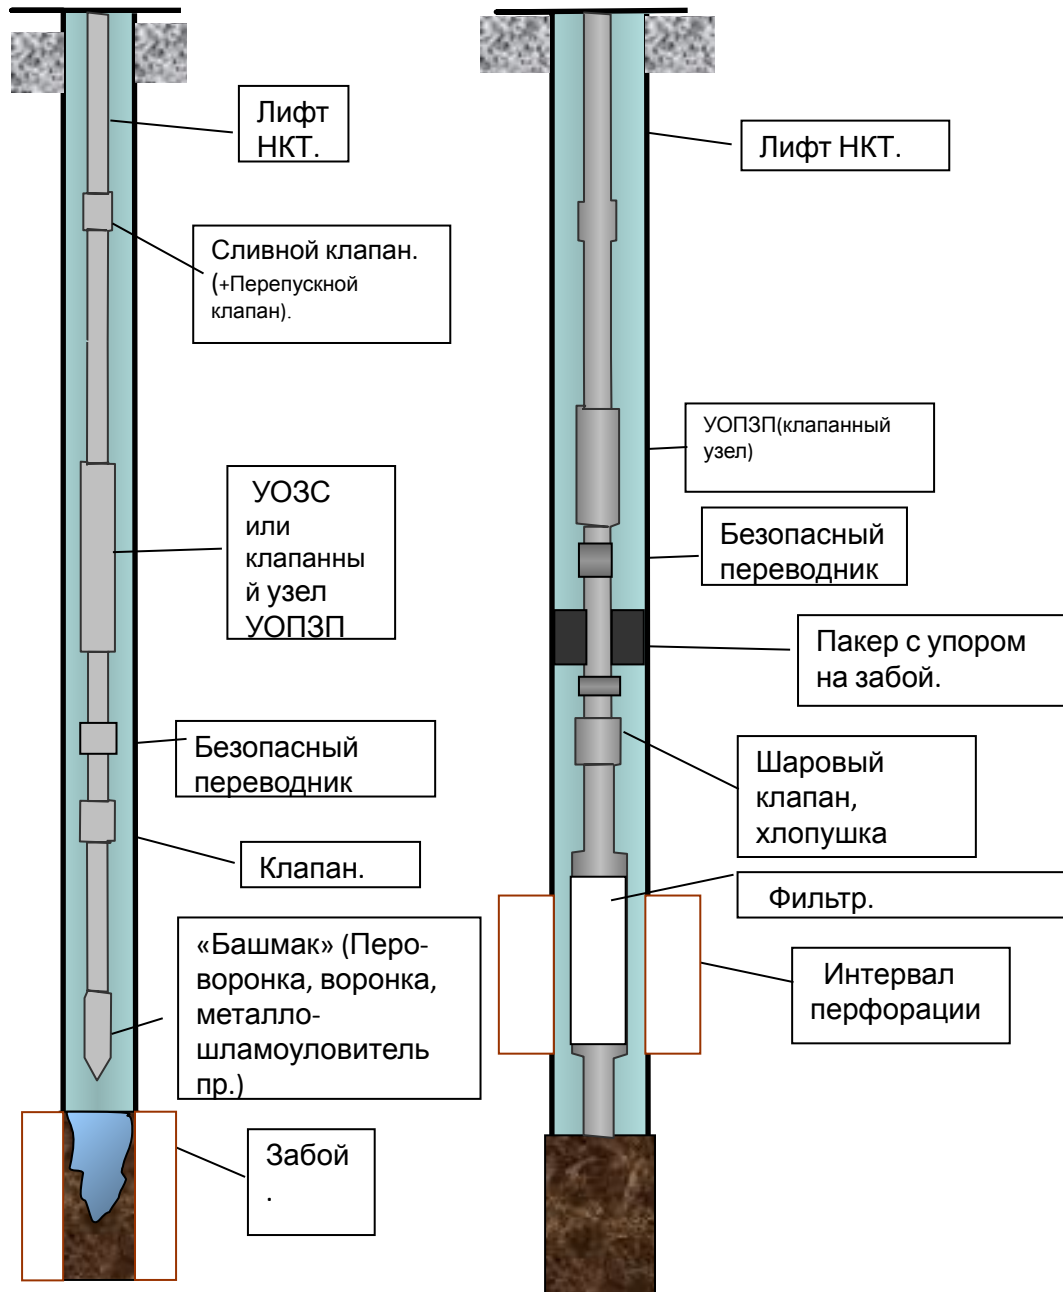 Лифт
НКТ.
Сливной клапан.
(+Перепускной
клапан).
УОЗС
или
клапанны
й узел
УОПЗП
Безопасный
переводник
Клапан.
«Башмак» (Перо-
воронка, воронка,
металло-
шламоуловитель
пр.)
Забой
.
Лифт НКТ.
УОПЗП(клапанный
узел)
Безопасный
переводник
Пакер с упором
на забой.
Шаровый
клапан,
хлопушка
Фильтр.
Интервал
перфорации